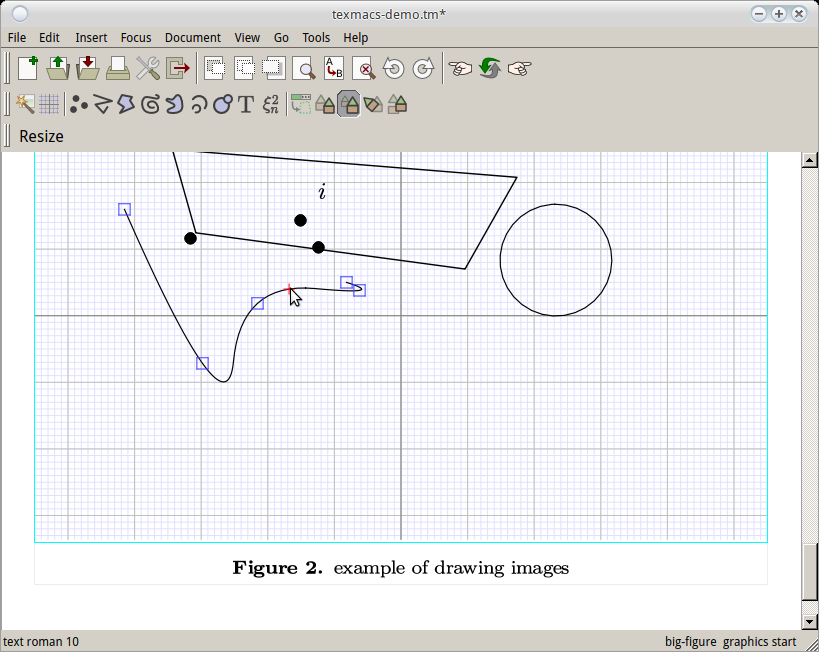 texmacs-demo.tm*
File Edit Insert Focus Document View Go Tools Help
Resize
i
Figure 2. example of drawing images
text roman 10 big-figure graphics start